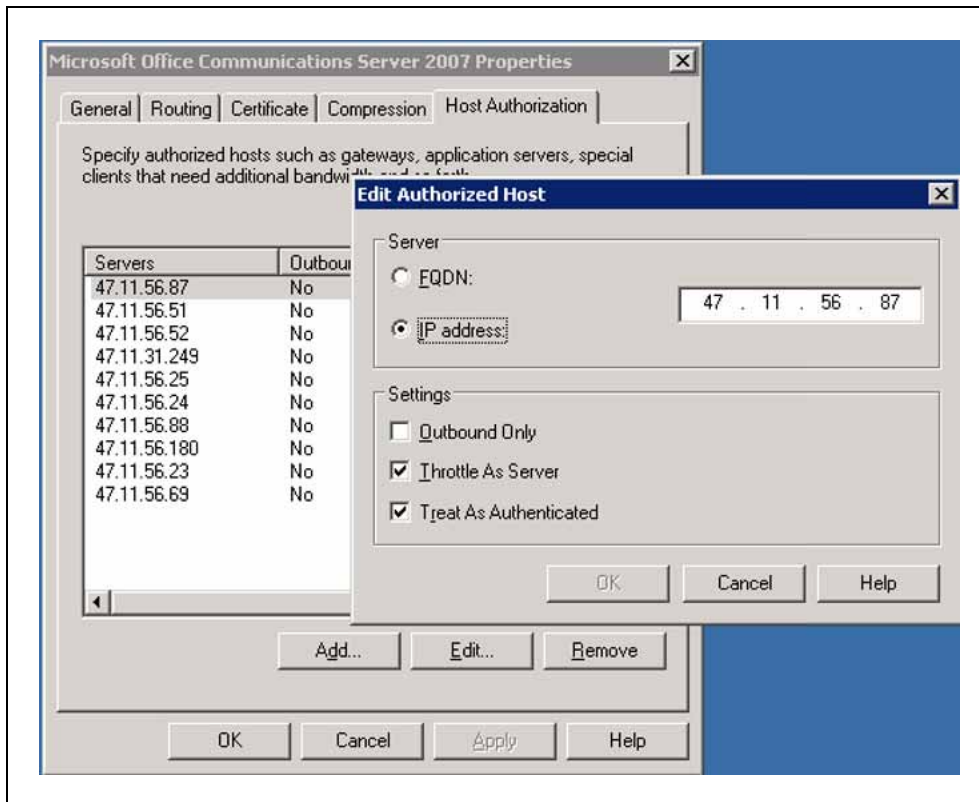 Microsoft Office Communications Server 2007 Properties
General Routing Certificate Compression Host Authorization
Specify authorized hosts such as gateways, application servers, special
clients that need additional
Edit Authorized Host
Server
FQDN:
IP address:
47 . 11 . 56 . 87
Settings
Outbound Only
Throttle As Server
Treat As Authenticated
OK Cancel Help
Servers
47.11.56.87 No
47.11.56.51 No
47.11.56.52 No
47.11.31.249 No
47.11.56.25 No
47.11.56.24 No
47.11.56.88 No
47.11.56.180 No
47.11.56.23 No
47.11.56.69 No
Add... Edit... Remove
OK Cancel Apply Help